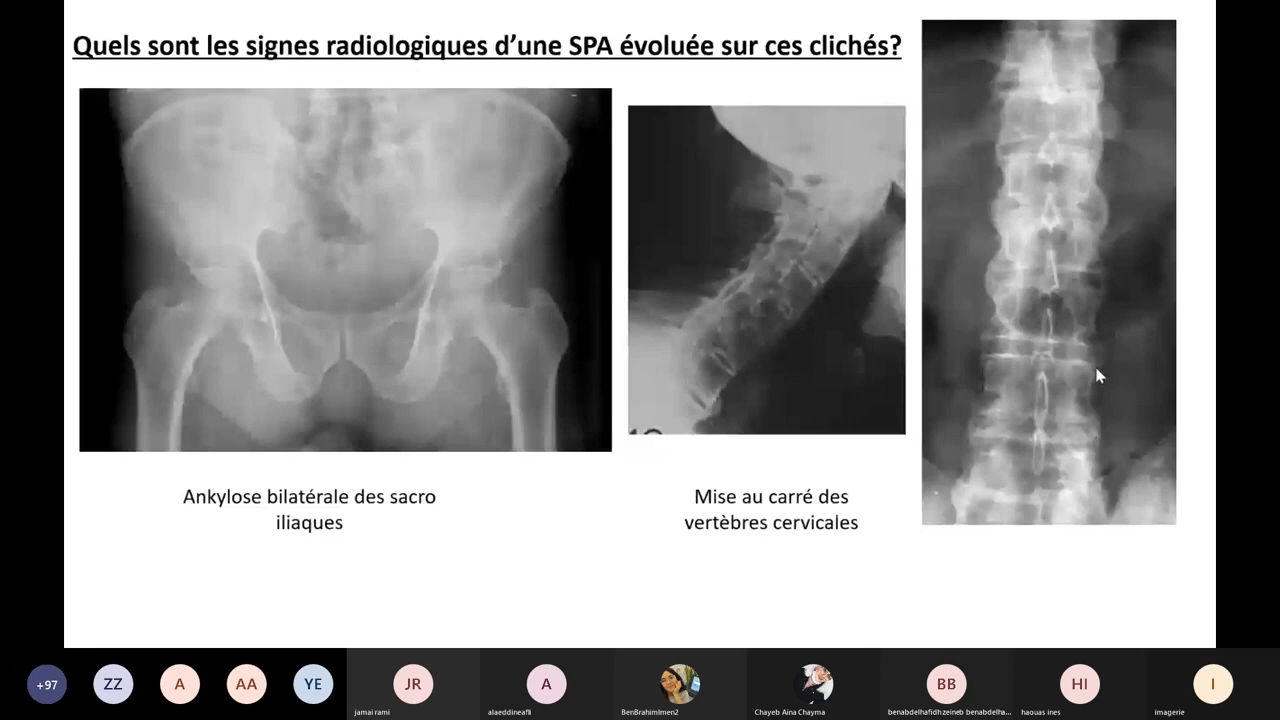 Quels sont les signes radiologiques d'une SPA évoluée sur ces clichés?
Ankylose bilatérale des sacro
iliaques
Mise au carré des
vertèbres cervicales
+97
ZZ
A
AA
YE
JR
jamai rami
A
alaeddineafli
BenBrahimImen2
Chayeb Aina Chayma
BB
benabdelhafidhzeineb benabdelha...
HI
haouas ines
I
imagerie